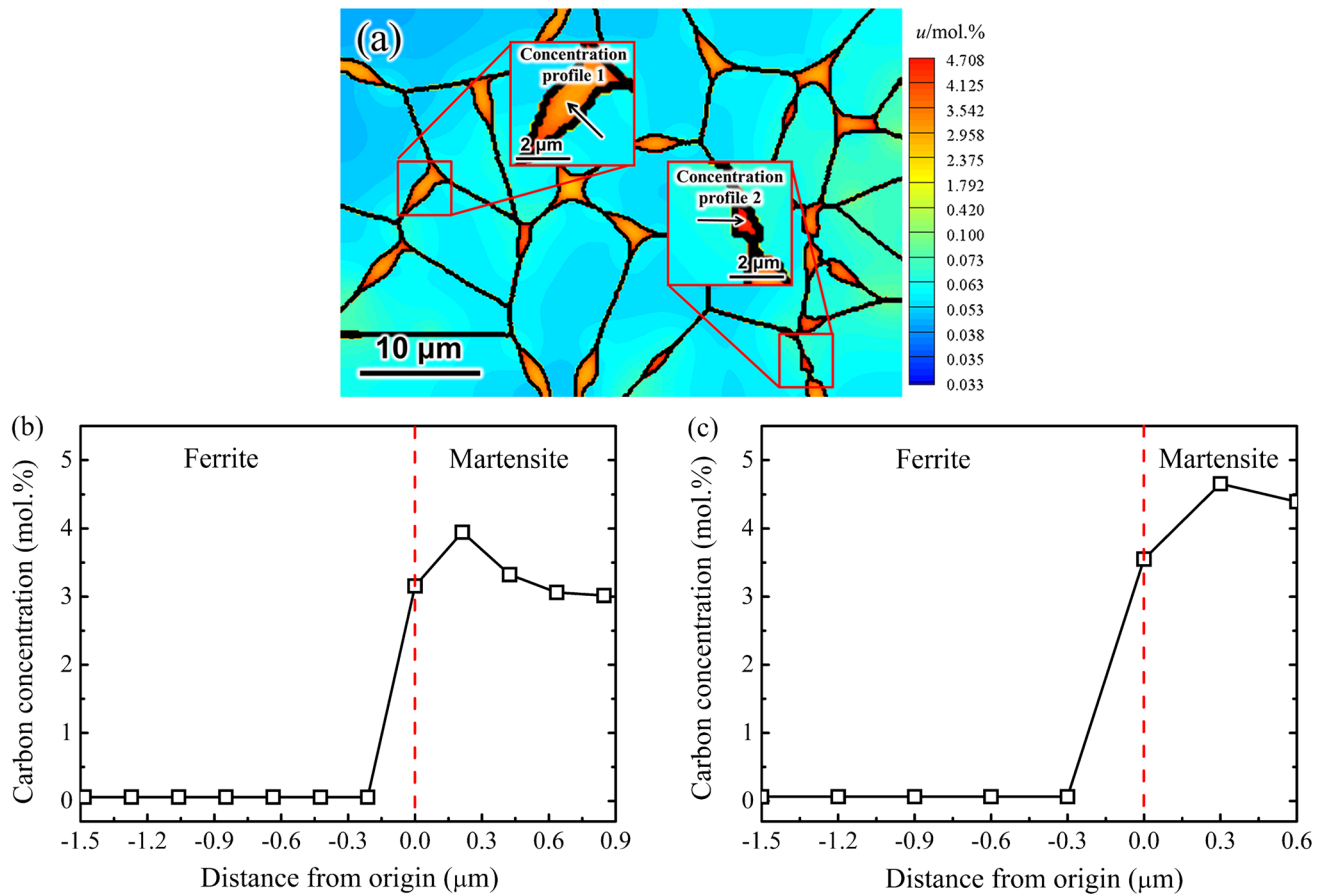 (a)
u/mol.%
Concentration
profile 1
2 μm
Concentration
profile 2
2 μm
10 μm
4.708
4.125
3.542
2.958
2.375
1.792
0.420
0.100
0.073
0.063
0.053
0.038
0.035
0.033
(b)
Ferrite
Martensite
Carbon concentration (mol.%)
5
4
3
2
1
0
-1.5 -1.2 -0.9 -0.6 -0.3 0.0 0.3 0.6 0.9
Distance from origin (μm)
(c)
Ferrite
Martensite
Carbon concentration (mol.%)
5
4
3
2
1
0
-1.5 -1.2 -0.9 -0.6 -0.3 0.0 0.3 0.6
Distance from origin (μm)